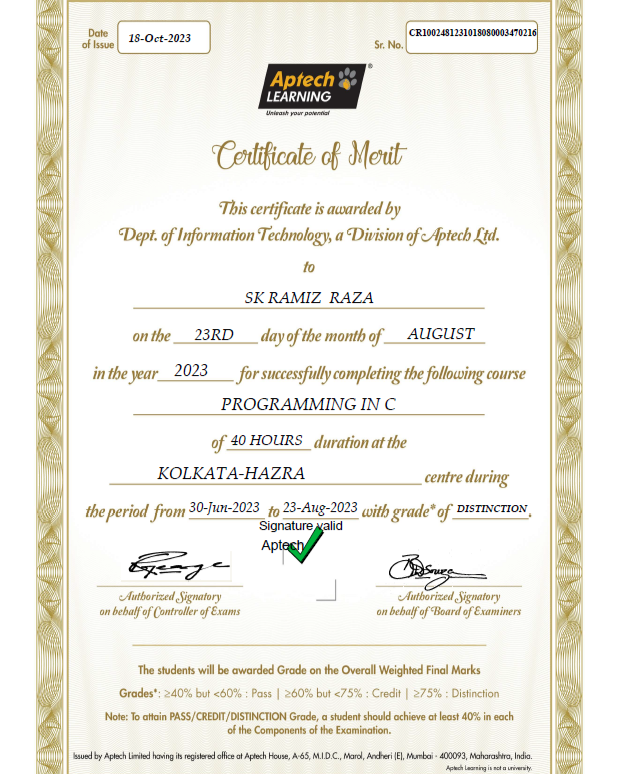 Date
of Issue
18-Oct-2023
Sr. No.
CR1002481231018080003470216
Aptech
LEARNING
®
Unleash your potential
Certificate of Merit
This certificate is awarded by
Dept. of Information Technology, a Division of Aptech Ltd.
to
SK RAMIZ RAZA
on the 23RD day of the month of AUGUST
in the year 2023 for successfully completing the following course
PROGRAMMING IN C
of 40 HOURS duration at the
KOLKATA-HAZRA centre during
the period from 30-Jun-2023 to 23-Aug-2023 with grade* of DISTINCTION.
Signature valid
Aptech
Authorized Signatory
on behalf of Controller of Exams
Authorized Signatory
on behalf of Board of Examiners
The students will be awarded Grade on the Overall Weighted Final Marks
Grades*: ≥40% but <60% : Pass | ≥60% but <75% : Credit | ≥75% : Distinction
Note: To attain PASS/CREDIT/DISTINCTION Grade, a student should achieve at least 40% in each
of the Components of the Examination.
Issued by Aptech Limited having its registered office at Aptech House, A-65, M.I.D.C., Marol, Andheri (E), Mumbai - 400093, Maharashtra, India.
Aptech Learning is not a university.